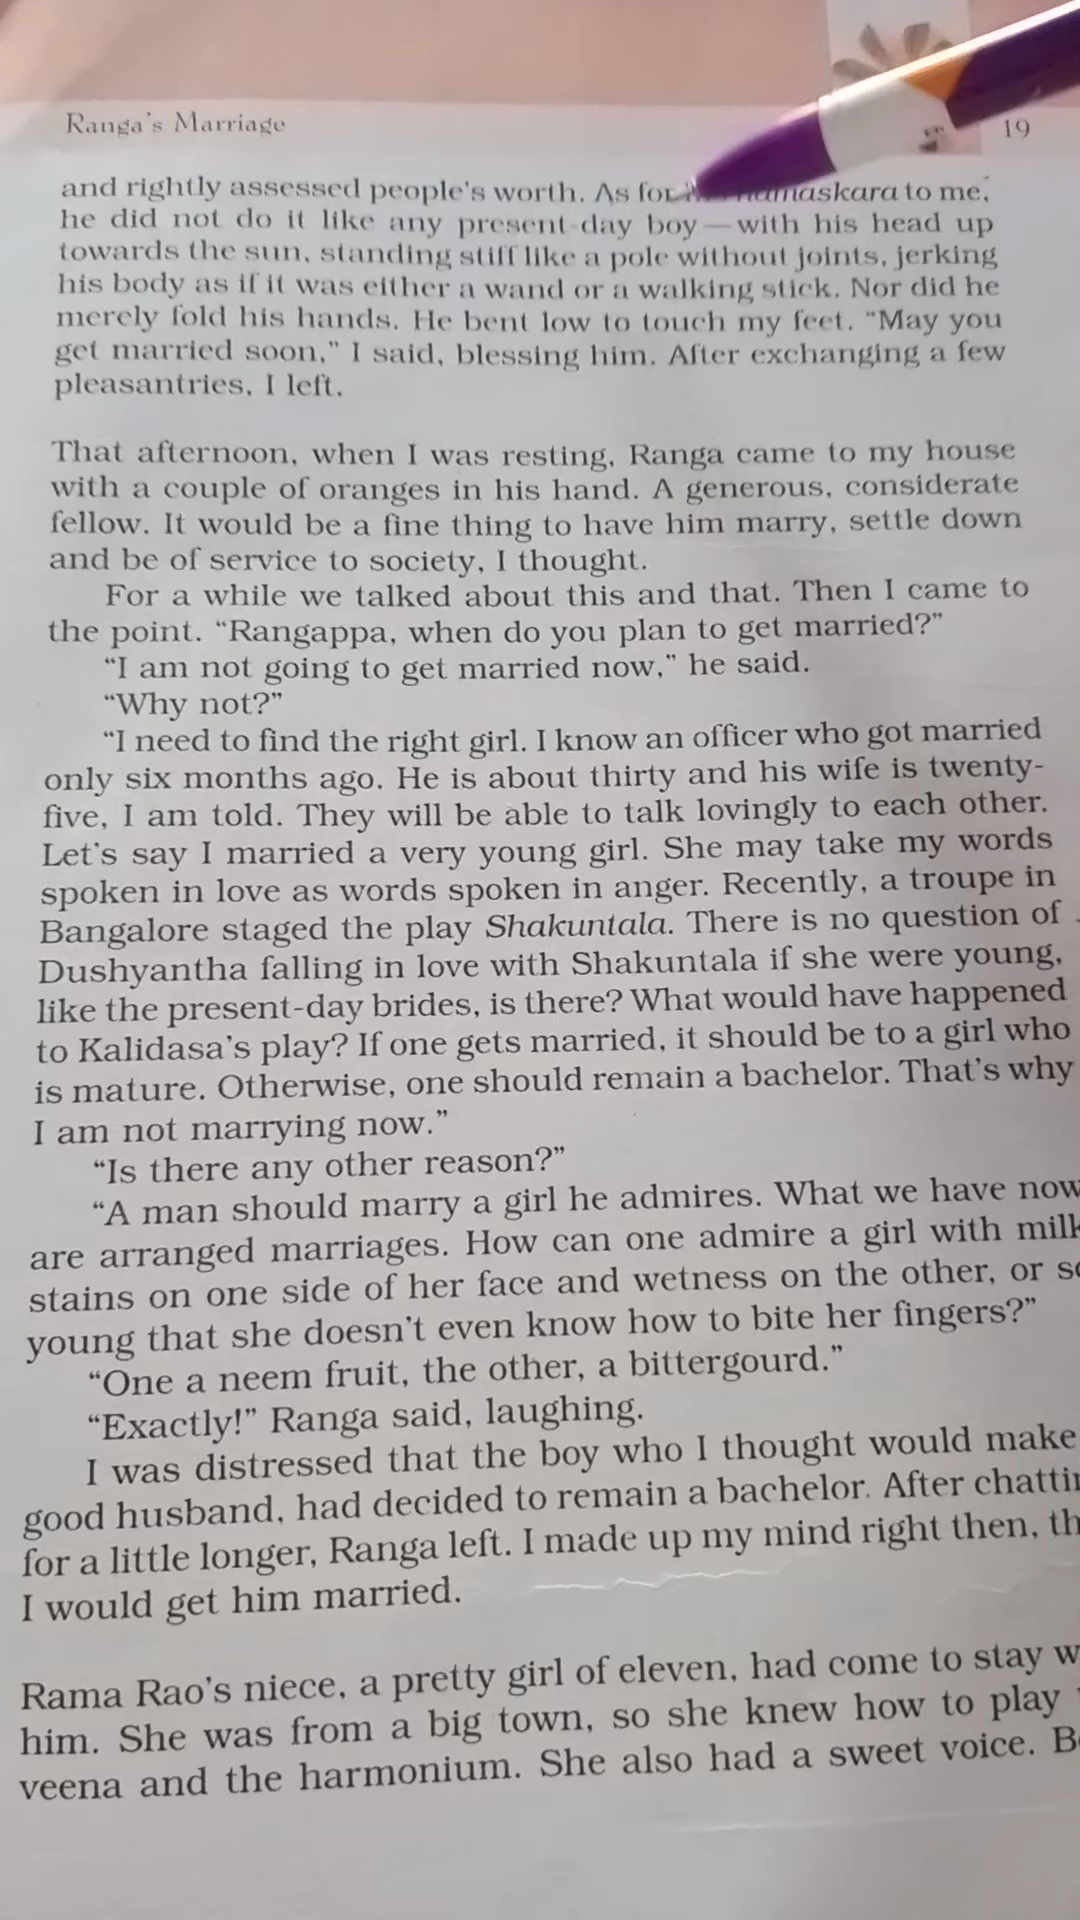 Ranga's Marriage
19
and rightly assessed people's worth. As for namaskara to me,
he did not do it like any present-day boy—with his head up
towards the sun, standing stiff like a pole without joints, jerking
his body as if it was either a wand or a walking stick. Nor did he
merely fold his hands. He bent low to touch my feet. “May you
get married soon,” I said, blessing him. After exchanging a few
pleasantries, I left.
That afternoon, when I was resting, Ranga came to my house
with a couple of oranges in his hand. A generous, considerate
fellow. It would be a fine thing to have him marry, settle down
and be of service to society, I thought.
For a while we talked about this and that. Then I came to
the point. “Rangappa, when do you plan to get married?”
“I am not going to get married now,” he said.
“Why not?”
“I need to find the right girl. I know an officer who got married
only six months ago. He is about thirty and his wife is twenty-
five, I am told. They will be able to talk lovingly to each other.
Let's say I married a very young girl. She may take my words
spoken in love as words spoken in anger. Recently, a troupe in
Bangalore staged the play Shakuntala. There is no question of
Dushyantha falling in love with Shakuntala if she were young,
like the present-day brides, is there? What would have happened
to Kalidasa's play? If one gets married, it should be to a girl who
is mature. Otherwise, one should remain a bachelor. That's why
I am not marrying now.”
“Is there any other reason?”
“A man should marry a girl he admires. What we have now
are arranged marriages. How can one admire a girl with milk
stains on one side of her face and wetness on the other, or so
young that she doesn't even know how to bite her fingers?”
“One a neem fruit, the other, a bittergourd.”
“Exactly!” Ranga said, laughing.
I was distressed that the boy who I thought would make
good husband, had decided to remain a bachelor. After
for a little longer, Ranga left. I made up my mind right then,
I would get him married.
Rama Rao's niece, a pretty girl of eleven, had come to stay
him. She was from a big town, so she knew how to play
veena and the harmonium. She also had a sweet voice.